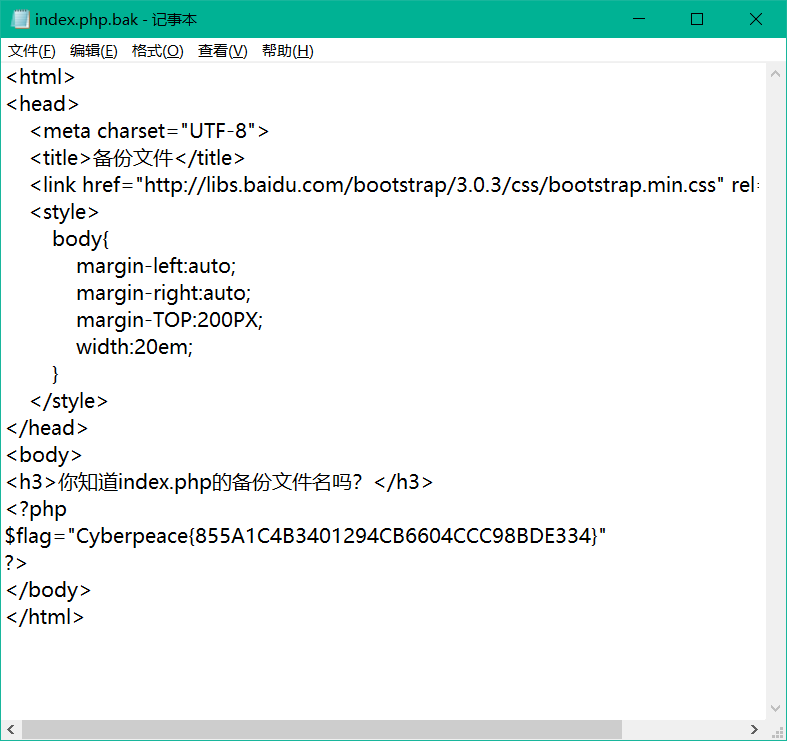 index.php.bak - 记事本
文件(F) 编辑(E) 格式(O) 查看(V) 帮助(H)
<html>
<head>
    <meta charset="UTF-8">
    <title>备份文件</title>
    <link href="http://libs.baidu.com/bootstrap/3.0.3/css/bootstrap.min.css" rel=
    <style>
        body{
            margin-left:auto;
            margin-right:auto;
            margin-TOP:200PX;
            width:20em;
        }
    </style>
</head>
<body>
<h3>你知道index.php的备份文件名吗？</h3>
<?php
$flag="Cyberpeace{855A1C4B3401294CB6604CCC98BDE334}"
?>
</body>
</html>